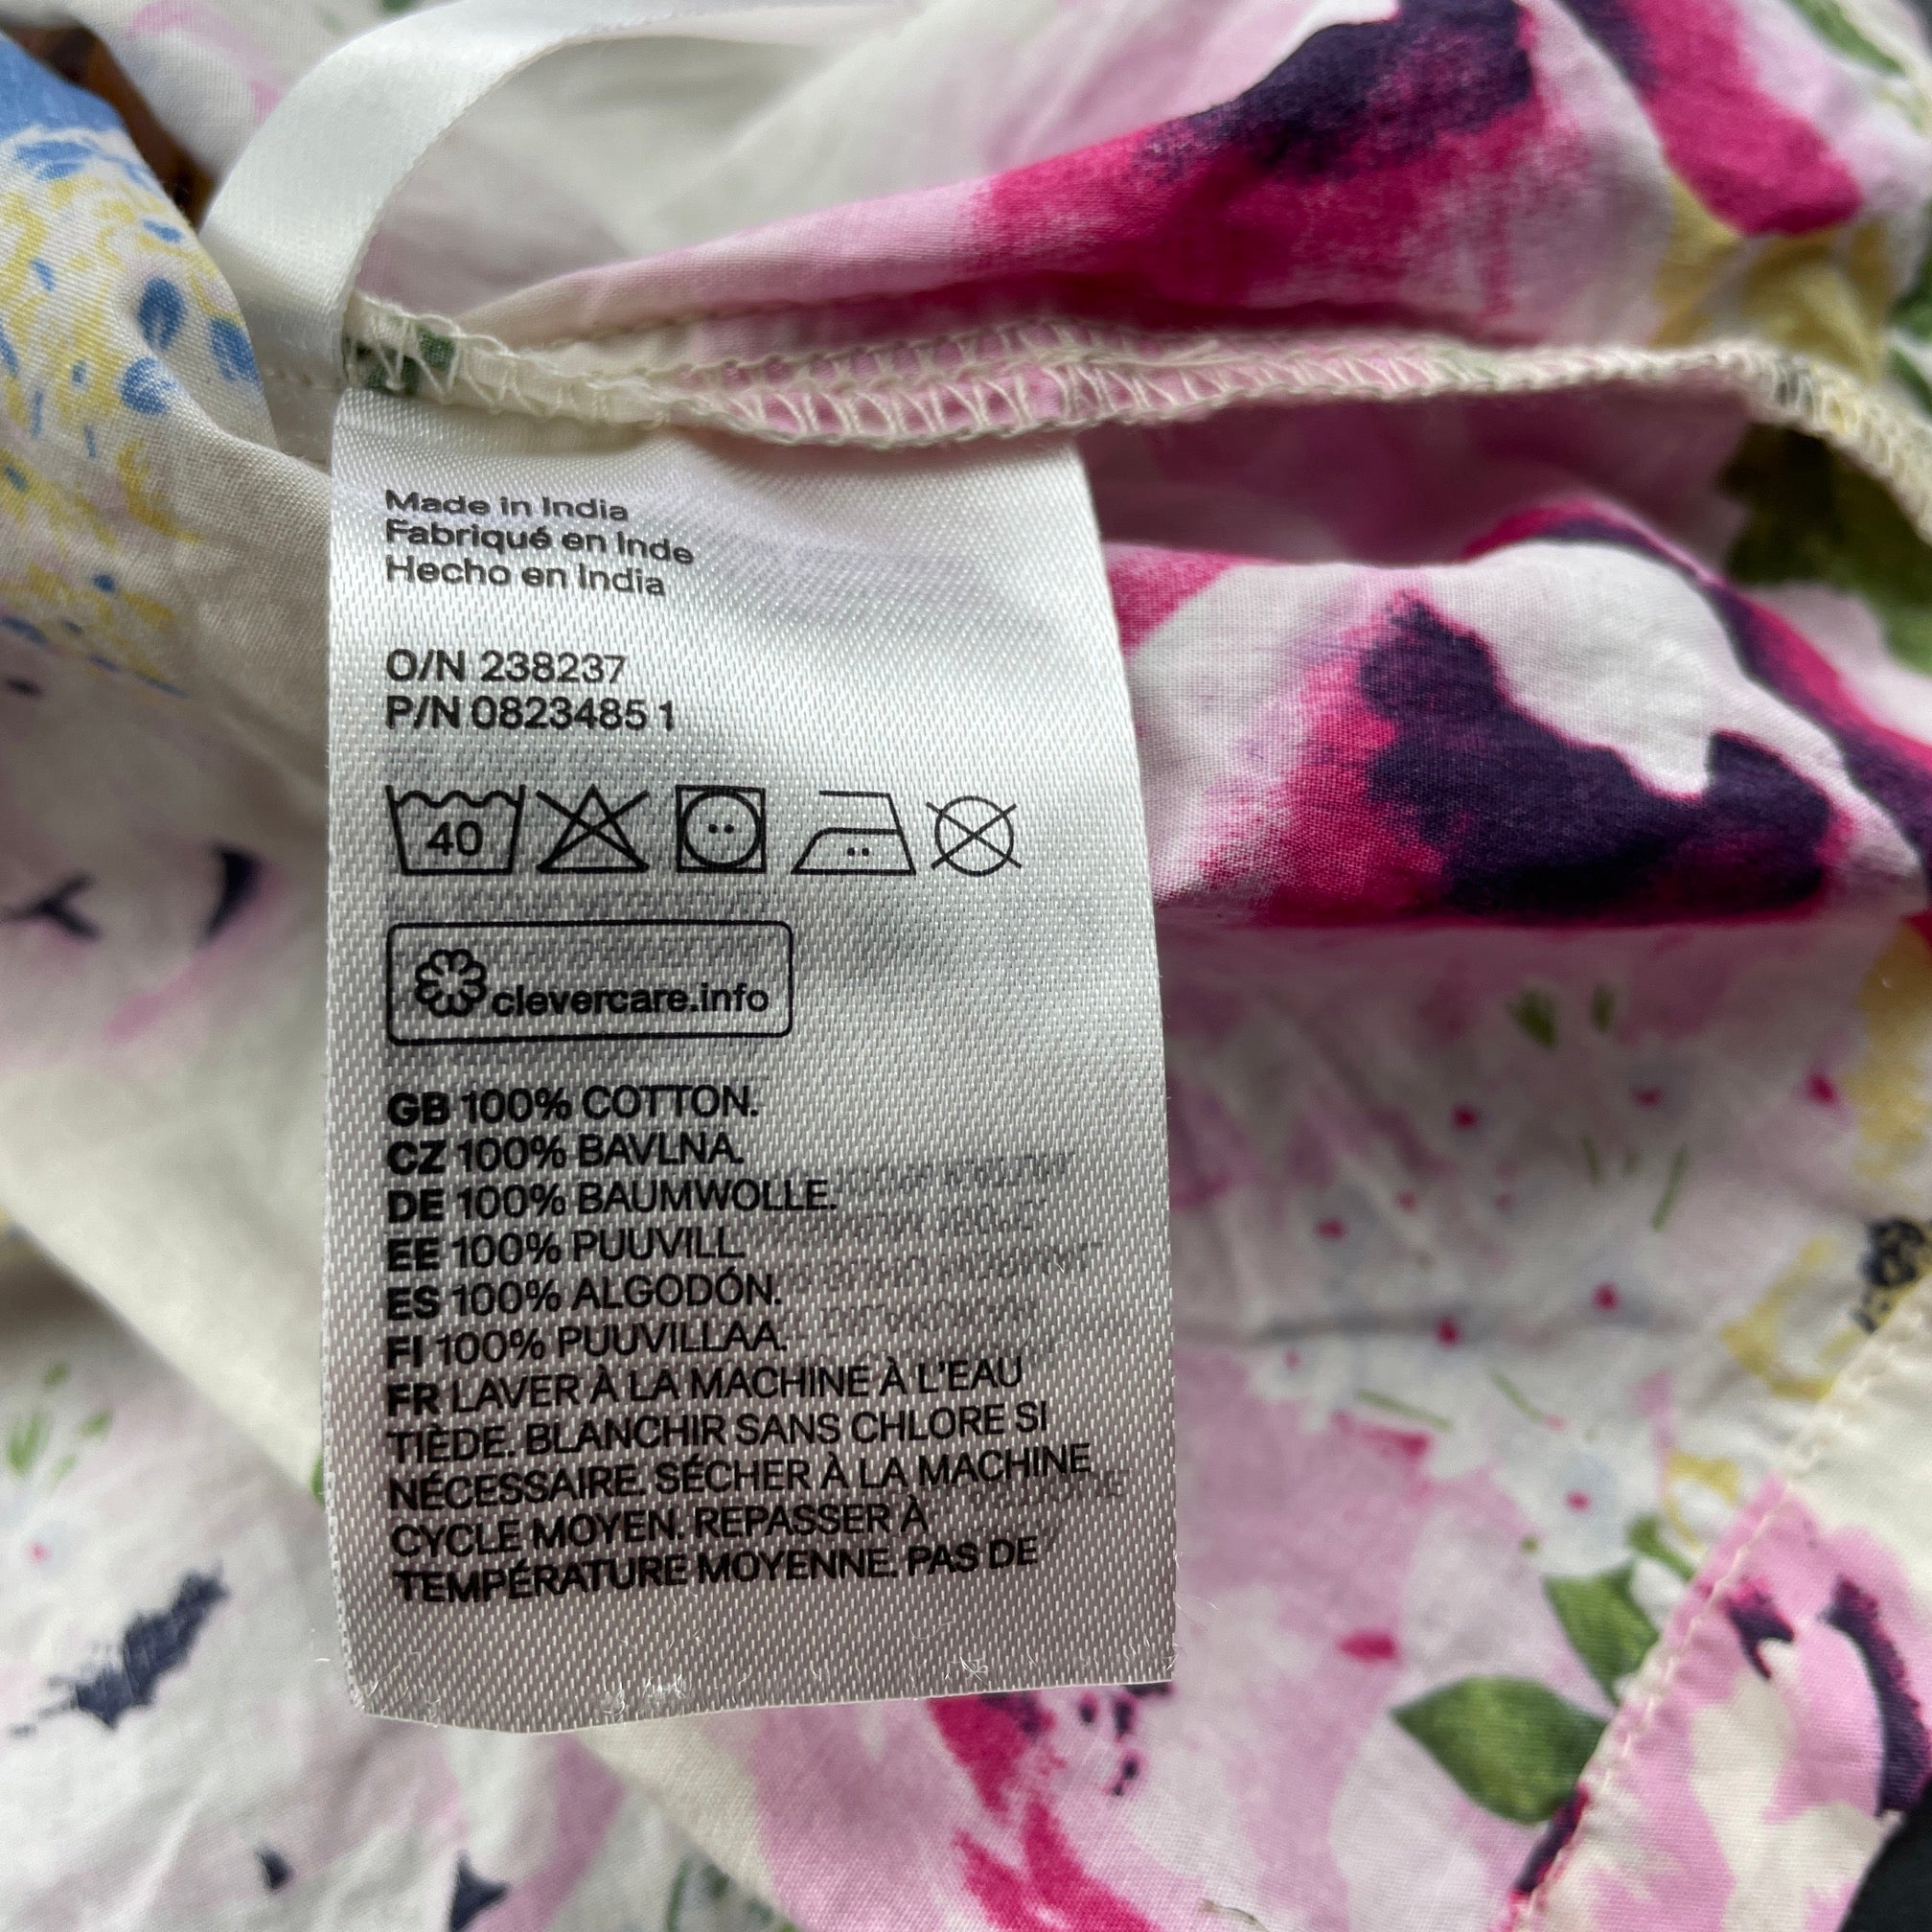 Made in India
Fabriqué en Inde
Hecho en India
O/N 238237
P/N 0823485 1
40
clevercare.info
GB 100% COTTON.
CZ 100% BAVLNA.
DE 100% BAUMWOLLE.
EE 100% PUUVILL.
ES 100% ALGODÓN.
FI 100% PUUVILLAA.
FR LAVER À LA MACHINE À L'EAU
TIÈDE. BLANCHIR SANS CHLORE SI
NÉCESSAIRE. SÉCHER À LA MACHINE
CYCLE MOYEN. REPASSER À
TEMPÉRATURE MOYENNE. PAS DE